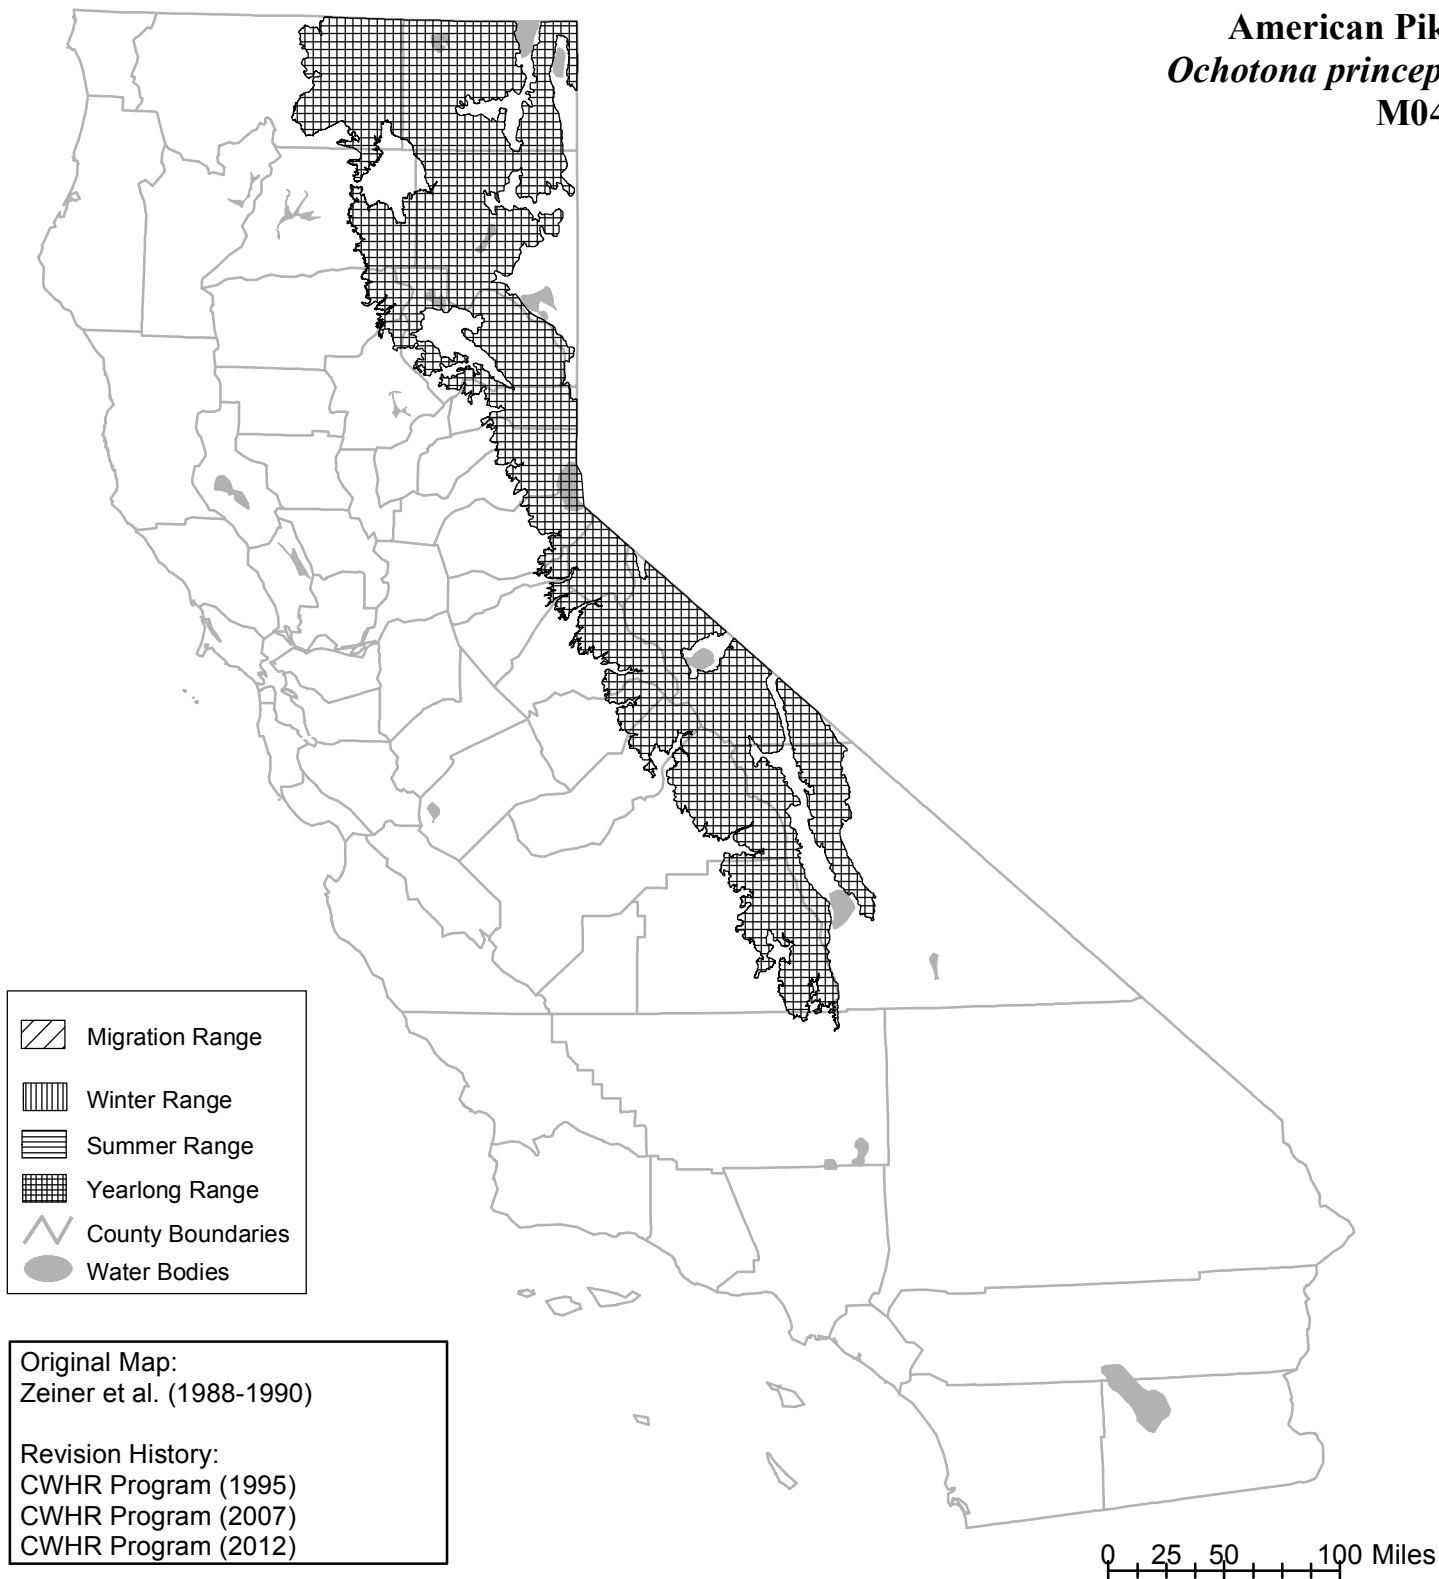 American Pik
Ochotona princep
M04
Migration Range
Winter Range
Summer Range
Yearlong Range
County Boundaries
Water Bodies
Original Map:
Zeiner et al. (1988-1990)
Revision History:
CWHR Program (1995)
CWHR Program (2007)
CWHR Program (2012)
0 25 50 100 Miles